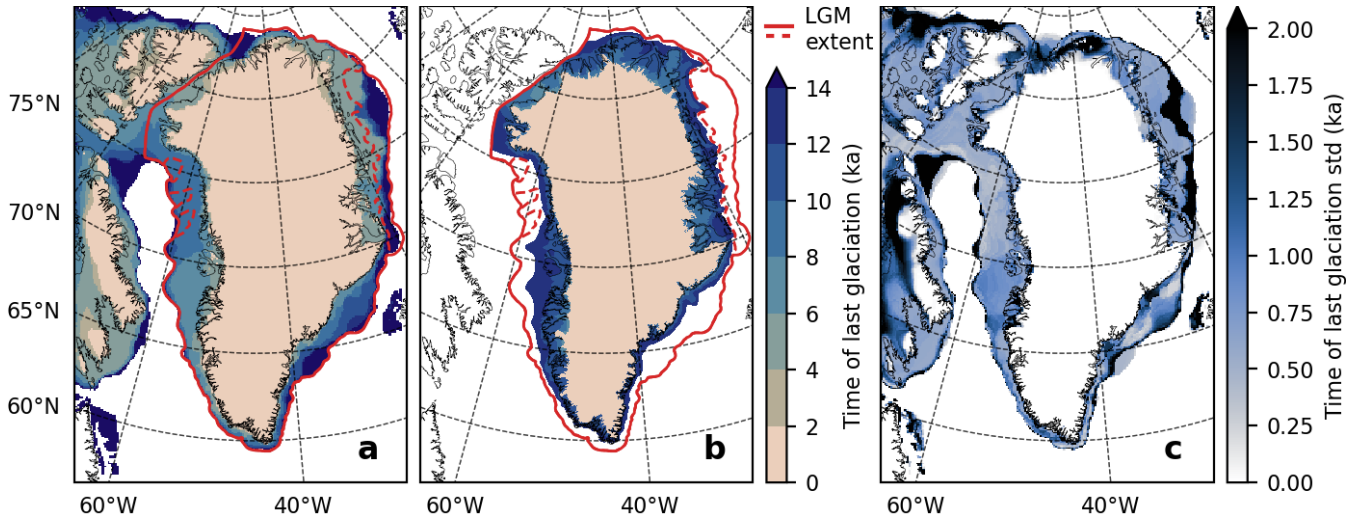 75°N
70°N
65°N
60°N
60°W
40°W
a
60°W
40°W
b
LGM
extent
14
12
10
8
6
4
2
0
Time of last glaciation (ka)
60°W
40°W
c
2.00
1.75
1.50
1.25
1.00
0.75
0.50
0.25
0.00
Time of last glaciation std (ka)